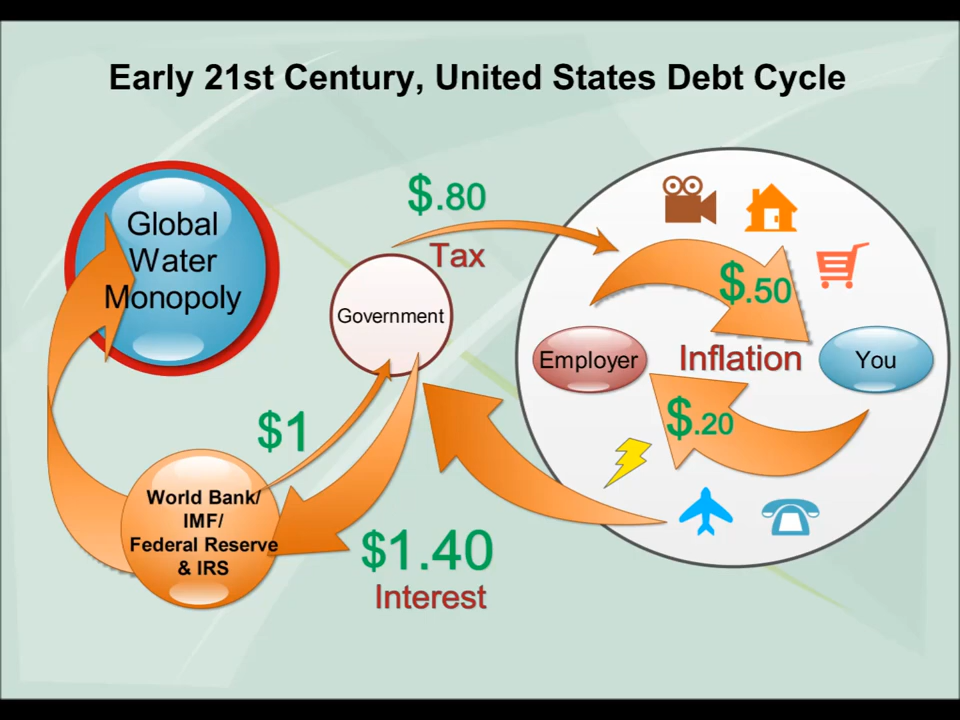 Early 21st Century, United States Debt Cycle
Global
Water
Monopoly
$.80
Tax
Government
$.50
Employer
Inflation
You
$.20
$1
World Bank/
IMF/
Federal Reserve
& IRS
$1.40
Interest